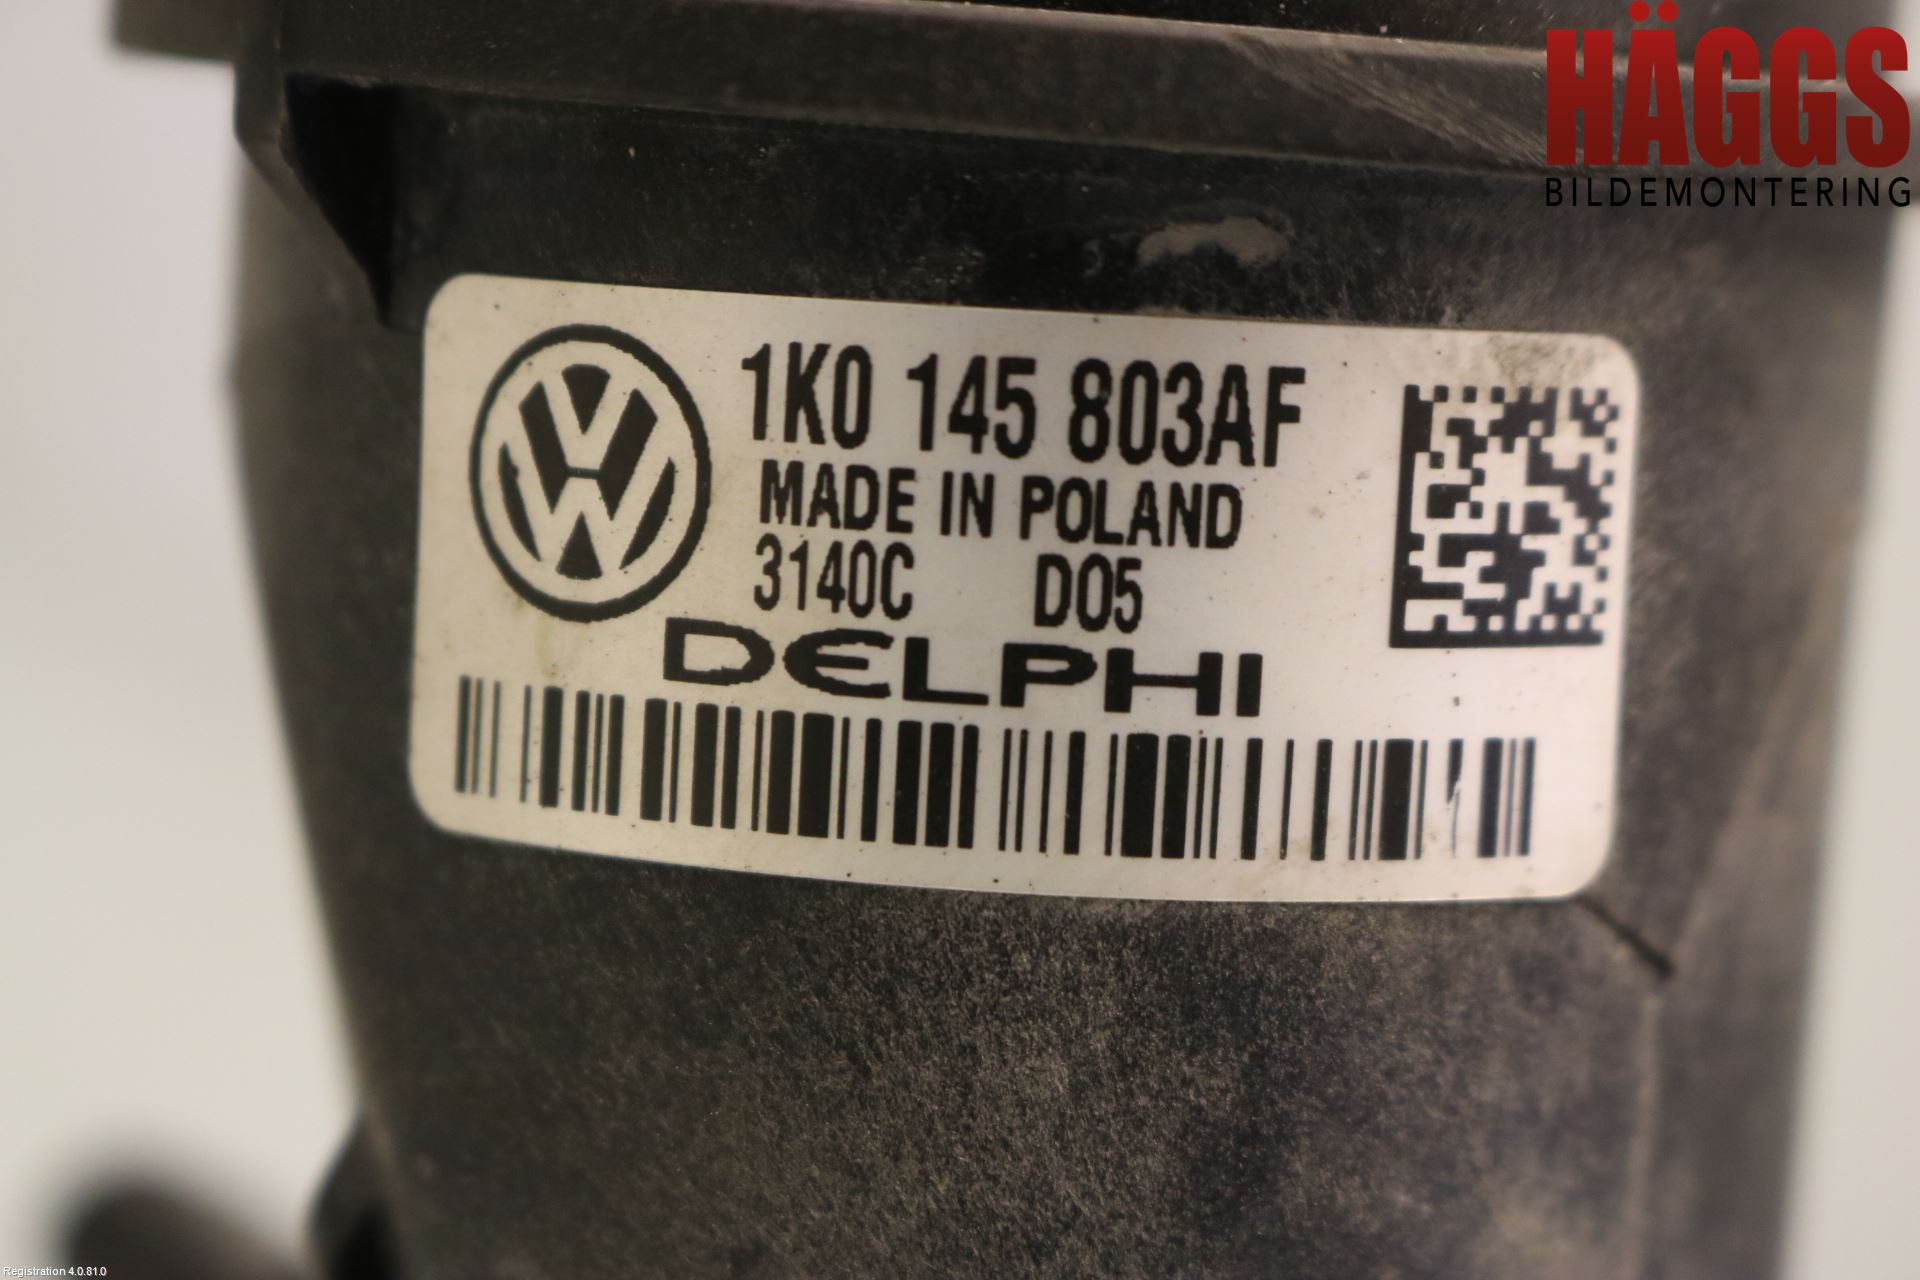 HÄGGS
BILDEMONTERING
1K0 145 803AF
MADE IN POLAND
3140C D05
DELPHI
Registration 4.0.81.0